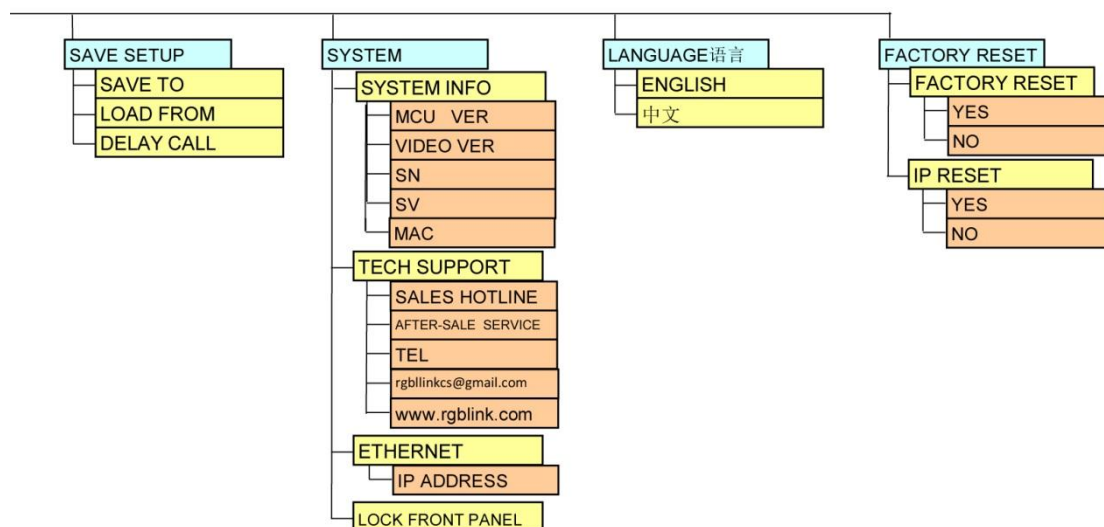 SAVE SETUP
SAVE TO
LOAD FROM
DELAY CALL
SYSTEM
SYSTEM INFO
MCU VER
VIDEO VER
SN
SV
MAC
TECH SUPPORT
SALES HOTLINE
AFTER-SALE SERVICE
TEL
rgbllinkcs@gmail.com
www.rgblink.com
ETHERNET
IP ADDRESS
LOCK FRONT PANEL
LANGUAGE语言
ENGLISH
中文
FACTORY RESET
FACTORY RESET
YES
NO
IP RESET
YES
NO